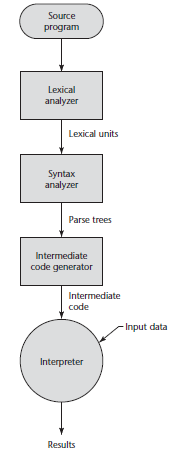 Source
program
Lexical
analyzer
Lexical units
Syntax
analyzer
Parse trees
Intermediate
code generator
Intermediate
code
Input data
Interpreter
Results